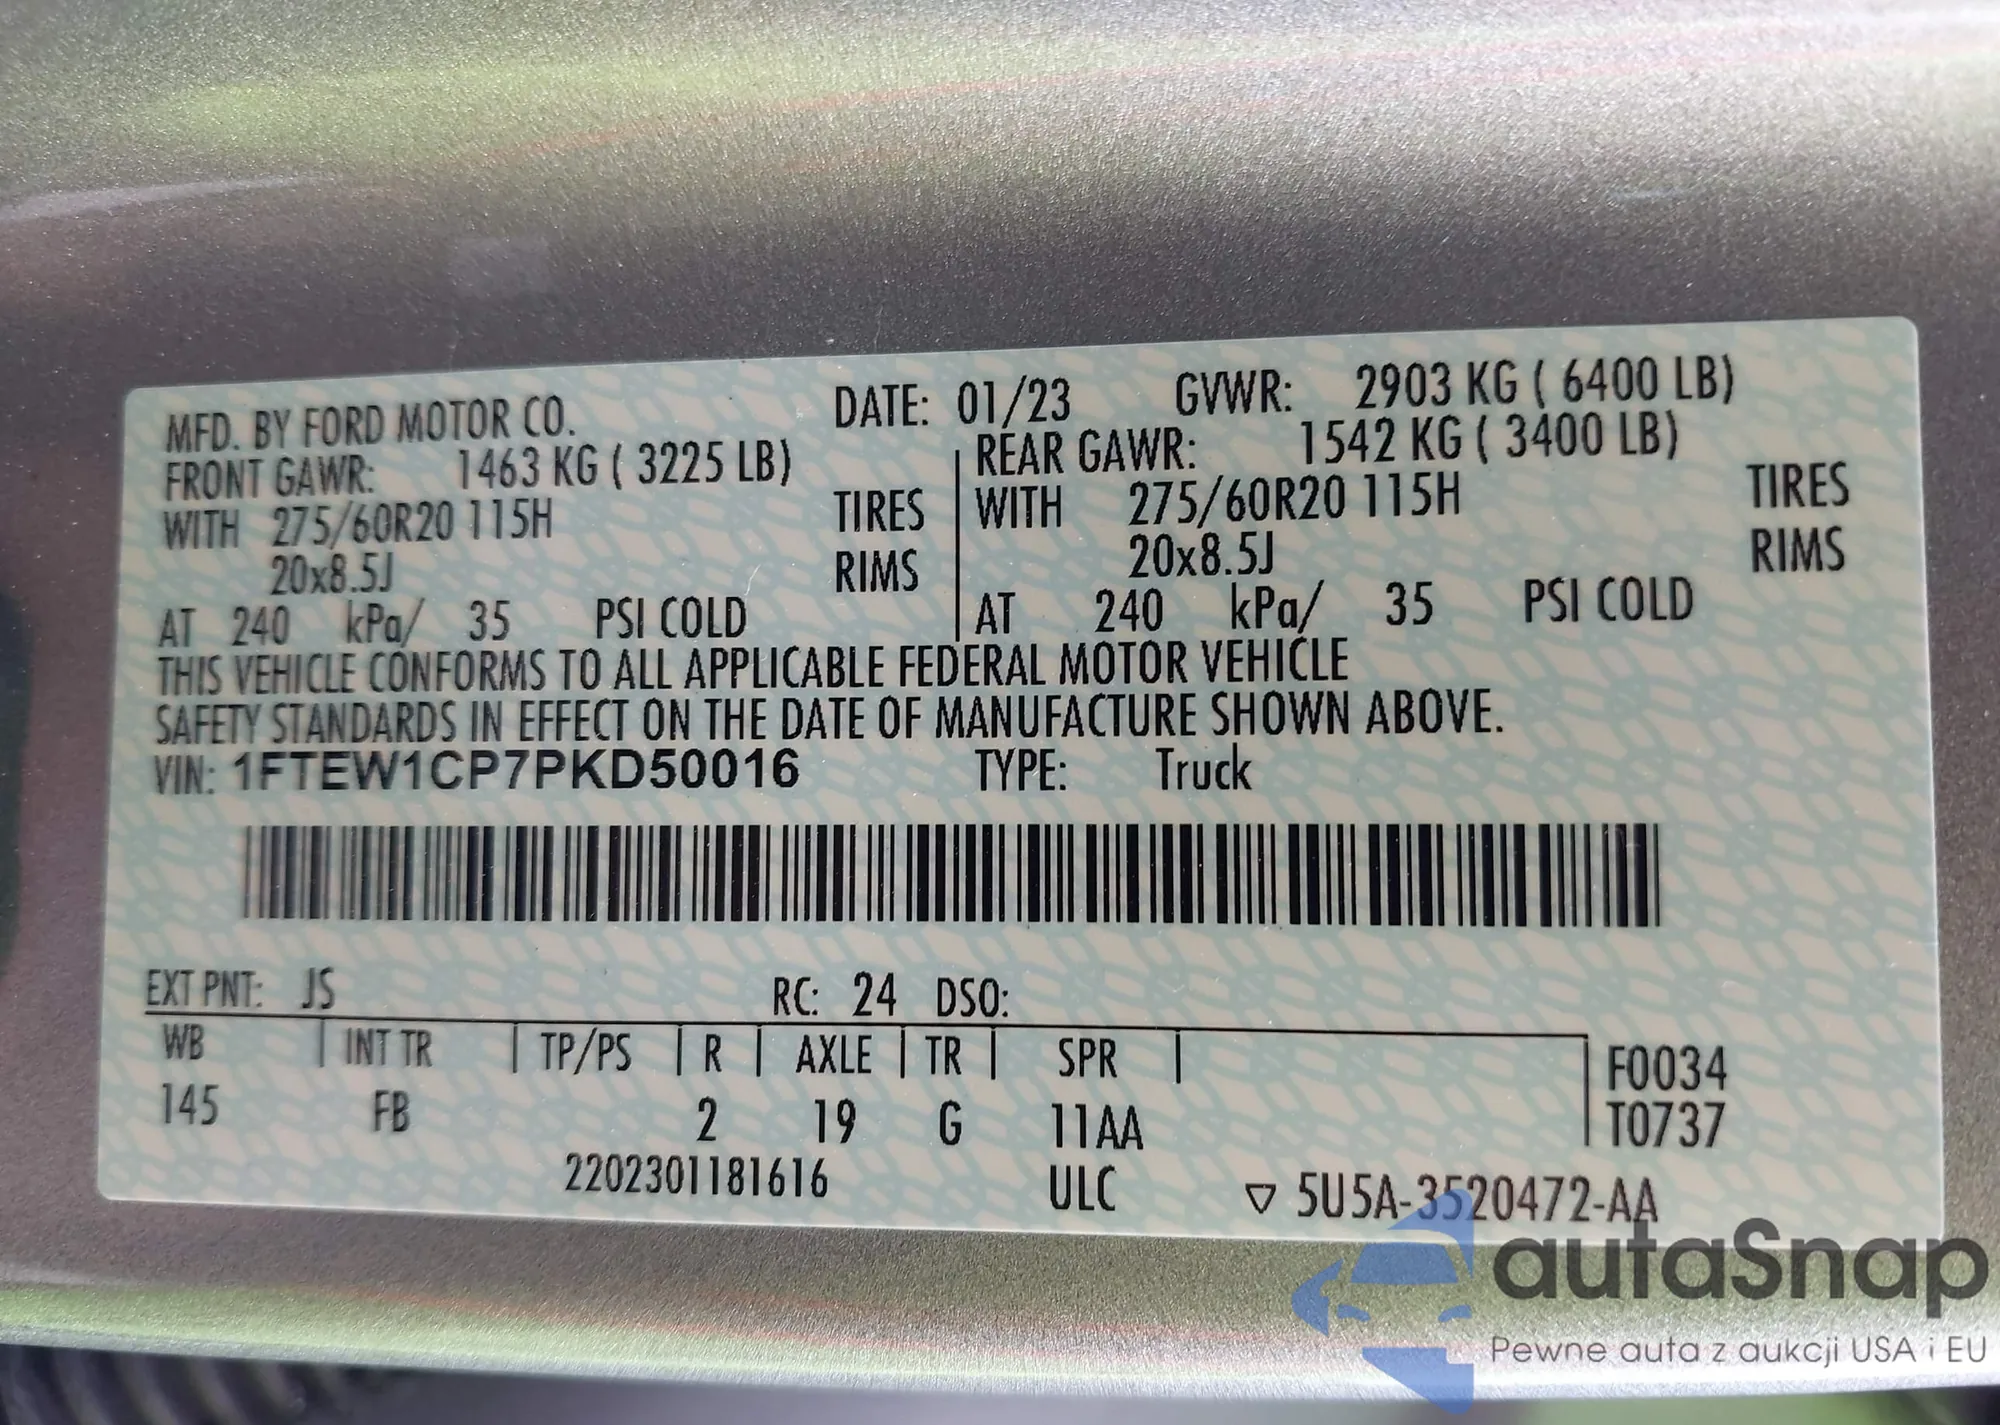 MFD. BY FORD MOTOR CO. DATE: 01/23 GVWR: 2903 KG ( 6400 LB)
FRONT GAWR: 1463 KG ( 3225 LB) REAR GAWR: 1542 KG ( 3400 LB)
WITH 275/60R20 115H TIRES WITH 275/60R20 115H TIRES
20x8.5J RIMS 20x8.5J RIMS
AT 240 kPa/ 35 PSI COLD AT 240 kPa/ 35 PSI COLD
THIS VEHICLE CONFORMS TO ALL APPLICABLE FEDERAL MOTOR VEHICLE
SAFETY STANDARDS IN EFFECT ON THE DATE OF MANUFACTURE SHOWN ABOVE.
VIN: 1FTEW1CP7PKD50016 TYPE: Truck
EXT PNT: JS RC: 24 DSO:
WB INT TR TP/PS R AXLE TR SPR F0034
145 FB 2 19 G 11AA T0737
2202301181616 ULC ▽ 5U5A-3520472-AA
autaSnap
Pewne auta z aukcji USA i EU